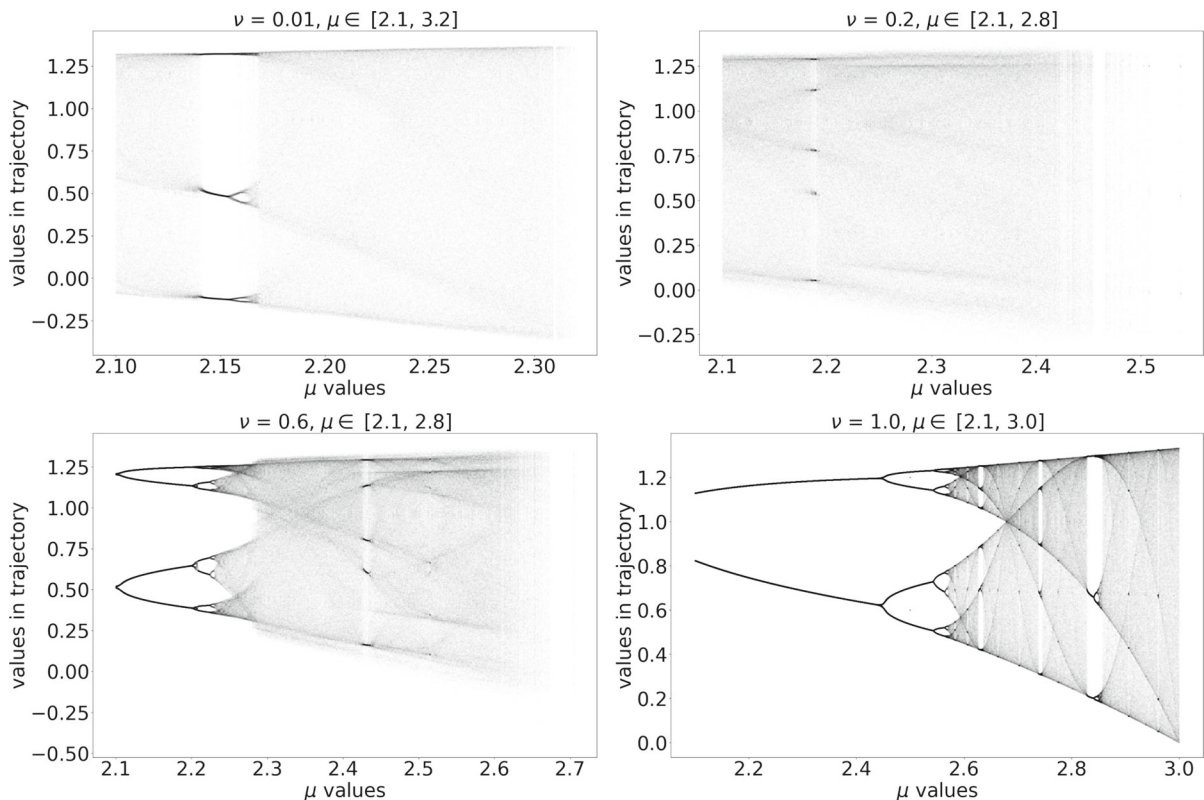 ν = 0.01, μ ∈ [2.1, 3.2]
values in trajectory
1.25
1.00
0.75
0.50
0.25
0.00
−0.25
2.10 2.15 2.20 2.25 2.30
μ values
ν = 0.2, μ ∈ [2.1, 2.8]
values in trajectory
1.25
1.00
0.75
0.50
0.25
0.00
−0.25
2.1 2.2 2.3 2.4 2.5
μ values
ν = 0.6, μ ∈ [2.1, 2.8]
values in trajectory
1.25
1.00
0.75
0.50
0.25
0.00
−0.25
−0.50
2.1 2.2 2.3 2.4 2.5 2.6 2.7
μ values
ν = 1.0, μ ∈ [2.1, 3.0]
values in trajectory
1.2
1.0
0.8
0.6
0.4
0.2
0.0
2.2 2.4 2.6 2.8 3.0
μ values